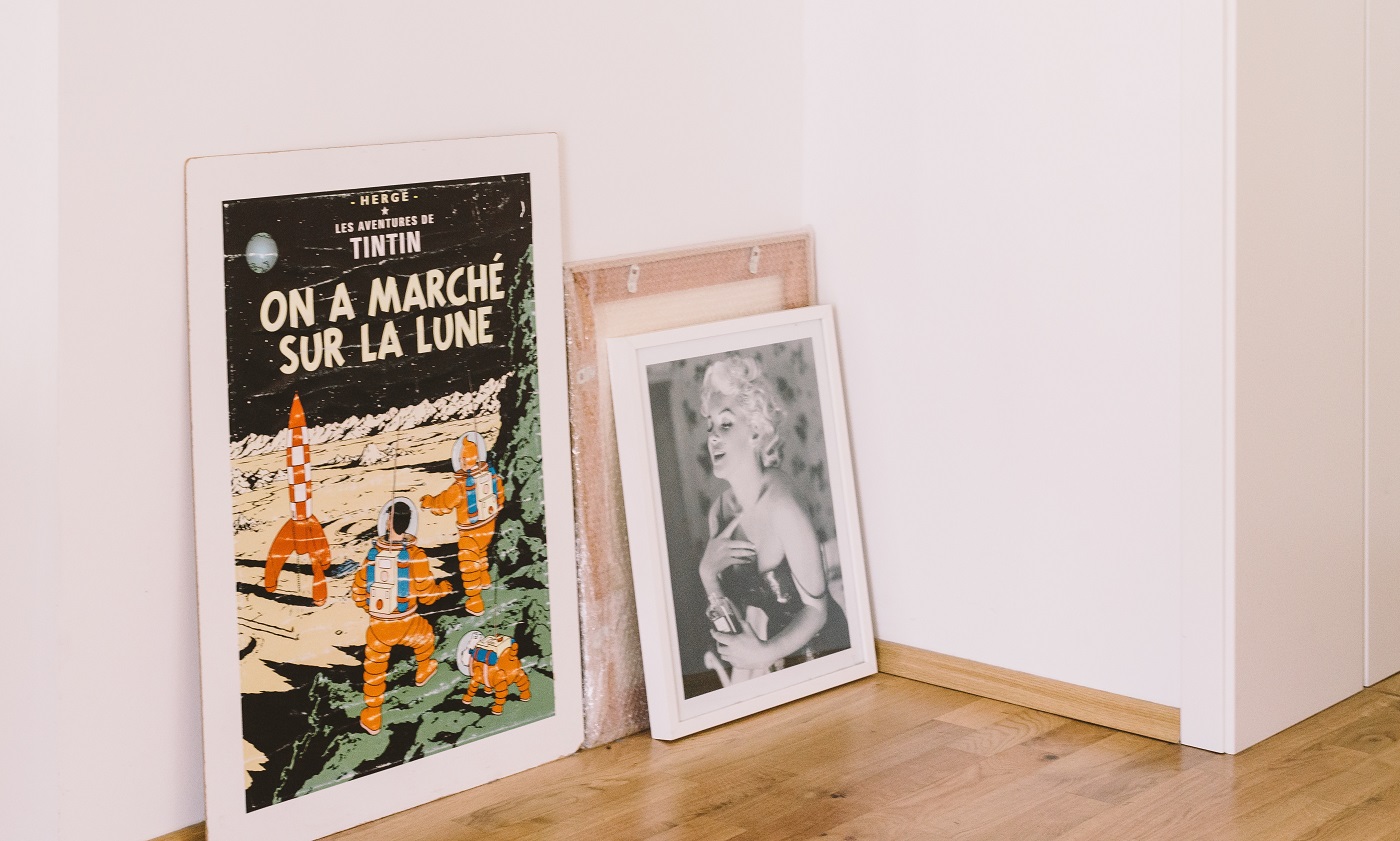 - HERGÉ -
LES AVENTURES DE
TINTIN
ON A MARCHÉ
SUR LA LUNE